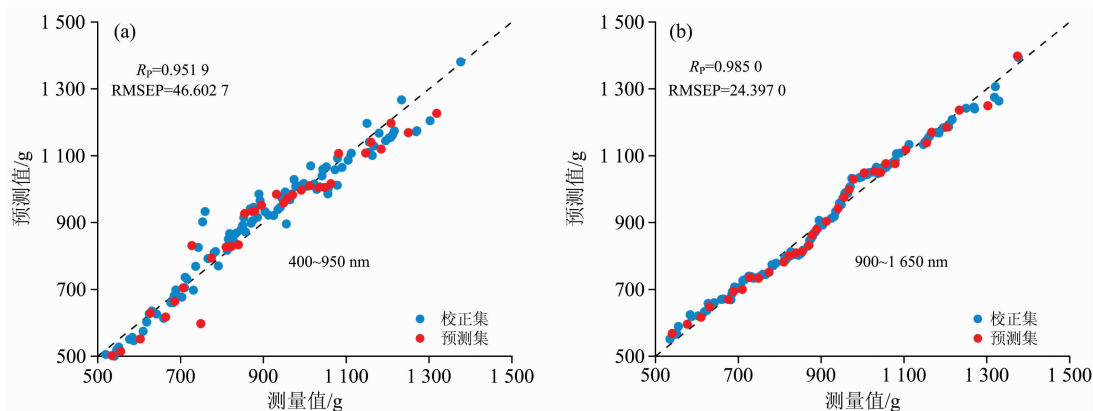 (a)
1 500
1 300
1 100
900
700
500
预测值/g
R_P=0.951 9
RMSEP=46.602 7
400~950 nm
校正集
预测集
500 700 900 1 100 1 300 1 500
测量值/g
(b)
1 500
1 300
1 100
900
700
500
预测值/g
R_P=0.985 0
RMSEP=24.397 0
900~1 650 nm
校正集
预测集
500 700 900 1 100 1 300 1 500
测量值/g